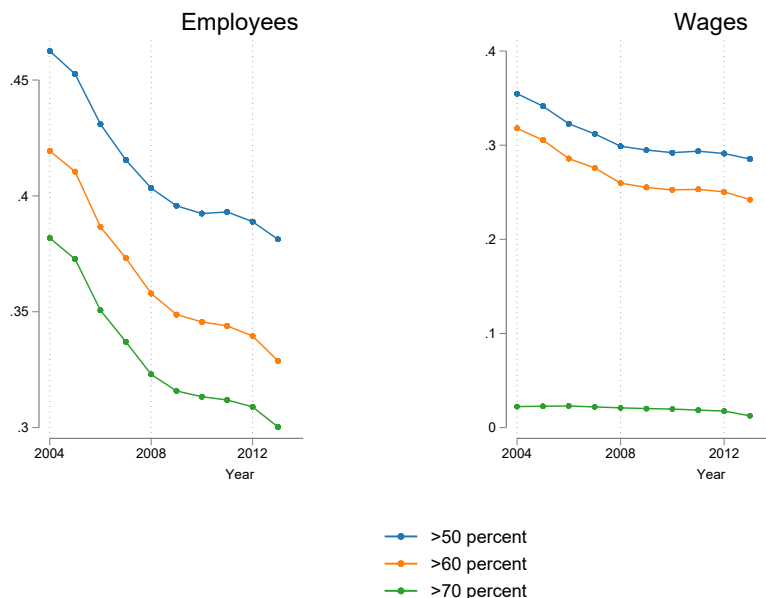 Employees
.45
.4
.35
.3
2004 2008 2012
Year
Wages
.4
.3
.2
.1
0
2004 2008 2012
Year
>50 percent
>60 percent
>70 percent